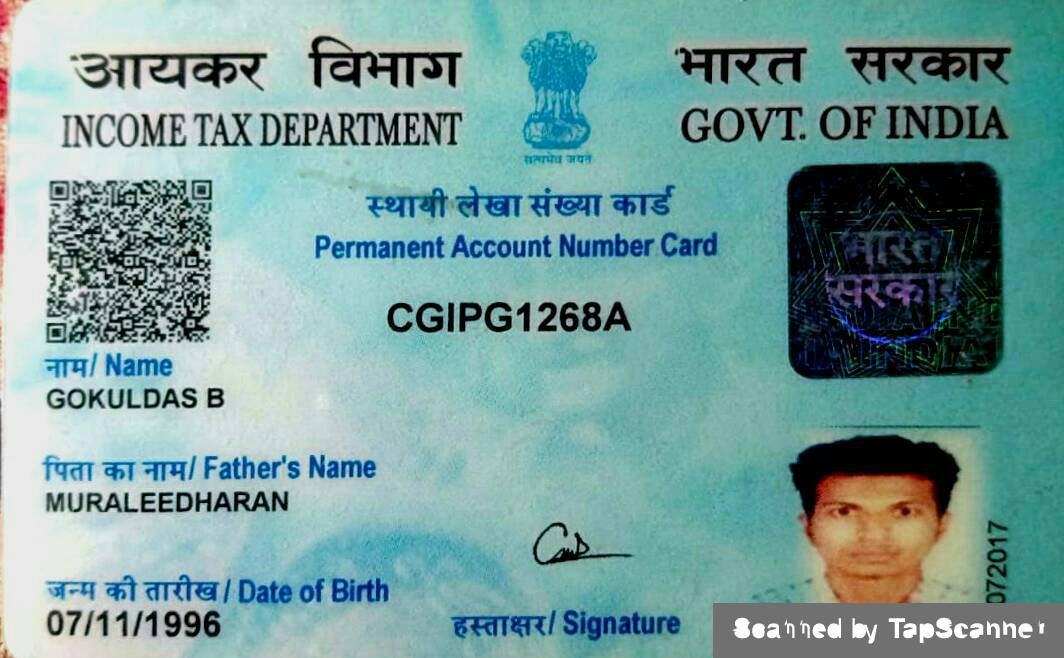 आयकर विभाग
INCOME TAX DEPARTMENT
सत्यमेव जयते
भारत सरकार
GOVT. OF INDIA
स्थायी लेखा संख्या कार्ड
Permanent Account Number Card
CGIPG1268A
भारत
सरकार
नाम/ Name
GOKULDAS B
पिता का नाम/ Father's Name
MURALEEDHARAN
जन्म की तारीख / Date of Birth
07/11/1996
हस्ताक्षर/ Signature
072017
Scanned by TapScanner